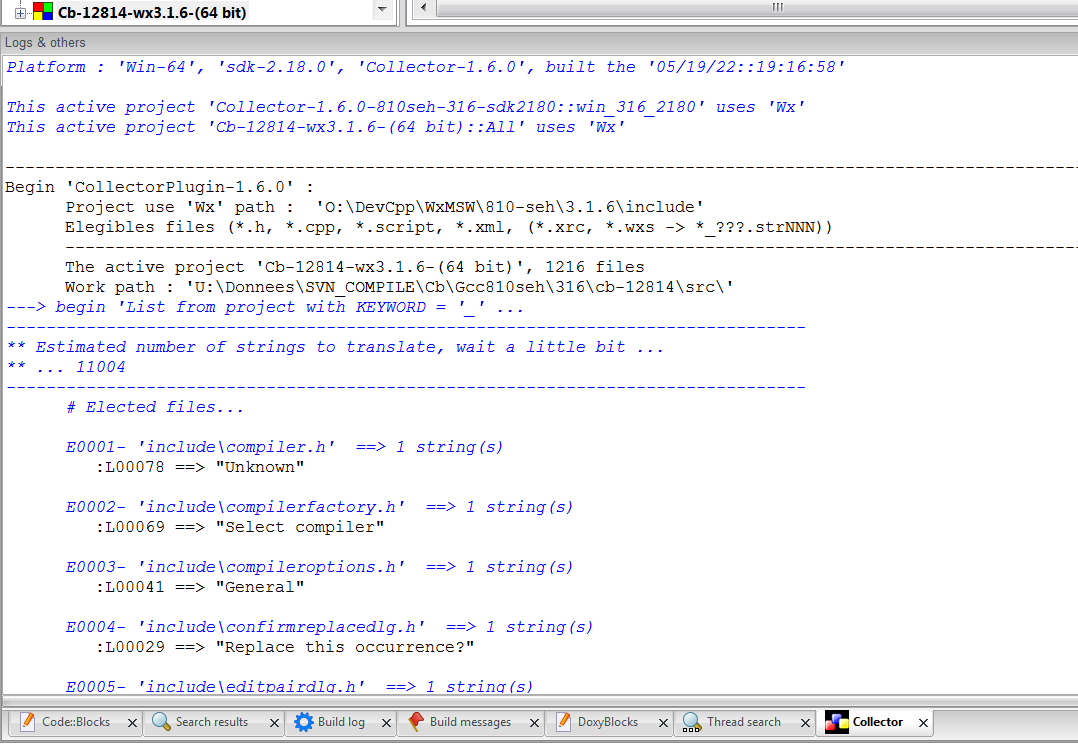 Cb-12814-wx3.1.6-(64 bit)
Logs & others
Platform : 'Win-64', 'sdk-2.18.0', 'Collector-1.6.0', built the '05/19/22::19:16:58'
This active project 'Collector-1.6.0-810seh-316-sdk2180::win_316_2180' uses 'Wx'
This active project 'Cb-12814-wx3.1.6-(64 bit)::All' uses 'Wx'
------------------------------------------------------------------------------------------------------------
Begin 'CollectorPlugin-1.6.0' :
Project use 'Wx' path :  'O:\DevCpp\WxMSW\810-seh\3.1.6\include'
Elegibles files (*.h, *.cpp, *.script, *.xml, (*.xrc, *.wxs -> *_???.strNNN))
------------------------------------------------------------------------------------------------------
The active project 'Cb-12814-wx3.1.6-(64 bit)', 1216 files
Work path : 'U:\Donnees\SVN_COMPILE\Cb\Gcc810seh\316\cb-12814\src\'
---> begin 'List from project with KEYWORD = '_' ...
--------------------------------------------------------------------------------
** Estimated number of strings to translate, wait a little bit ...
** ... 11004
--------------------------------------------------------------------------------
# Elected files...
E0001- 'include\compiler.h'  ==> 1 string(s)
:L00078 ==> "Unknown"
E0002- 'include\compilerfactory.h'  ==> 1 string(s)
:L00069 ==> "Select compiler"
E0003- 'include\compileroptions.h'  ==> 1 string(s)
:L00041 ==> "General"
E0004- 'include\confirmreplacedlg.h'  ==> 1 string(s)
:L00029 ==> "Replace this occurrence?"
E0005- 'include\editpairdlg.h'  ==> 1 string(s)
Code::Blocks Search results Build log Build messages DoxyBlocks Thread search Collector